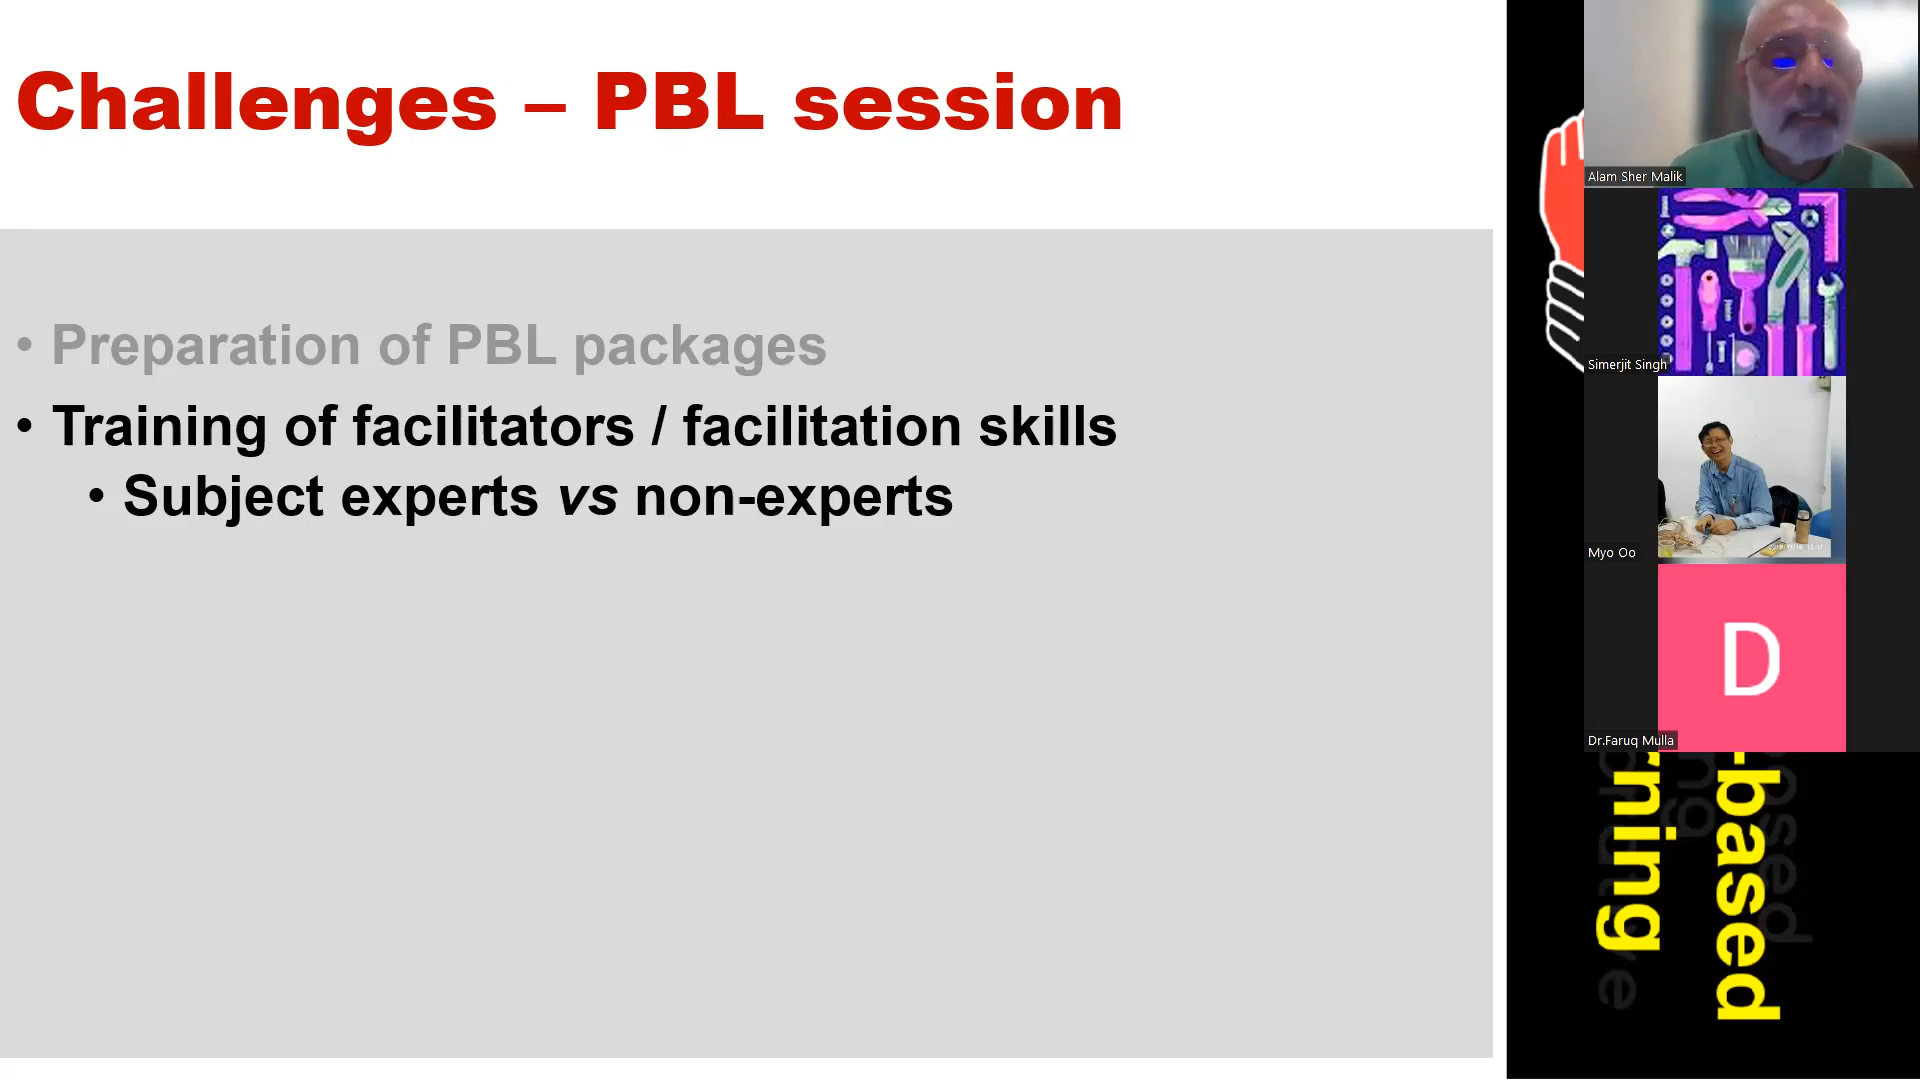 Challenges – PBL session
• Preparation of PBL packages
• Training of facilitators / facilitation skills
• Subject experts vs non-experts
Alam Sher Malik
Simerjit Singh
Myo Oo
D
Dr.Faruq Mulla
-based
rning